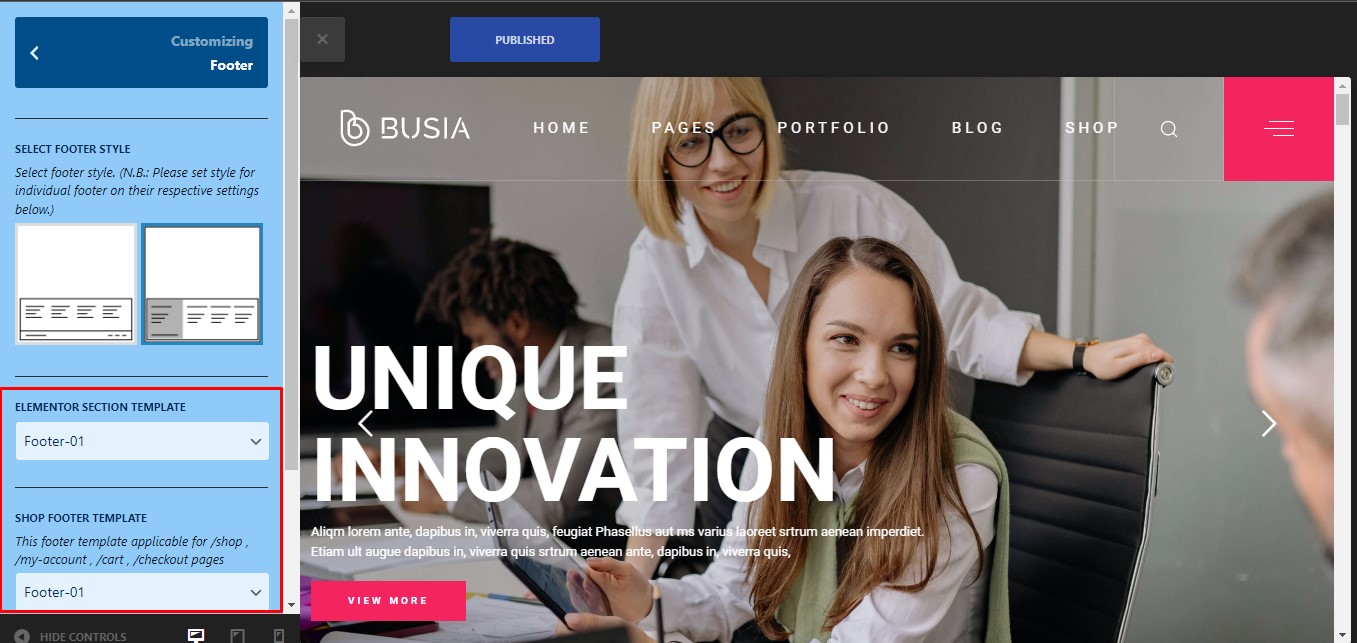 Customizing
Footer
SELECT FOOTER STYLE
Select footer style. (N.B.: Please set style for
individual footer on their respective settings
below.)
ELEMENTOR SECTION TEMPLATE
Footer-01
SHOP FOOTER TEMPLATE
This footer template applicable for /shop ,
/my-account , /cart , /checkout pages
Footer-01
HIDE CONTROLS
PUBLISHED
BUSIA
HOME PAGES PORTFOLIO BLOG SHOP
UNIQUE
INNOVATION
Aliqm lorem ante, dapibus in, viverra quis, feugiat Phasellus aut ms varius laoreet srtrum aenean imperdiet.
Etiam ult augue dapibus in, viverra quis srtrum aenean ante, dapibus in, viverra quis,
VIEW MORE